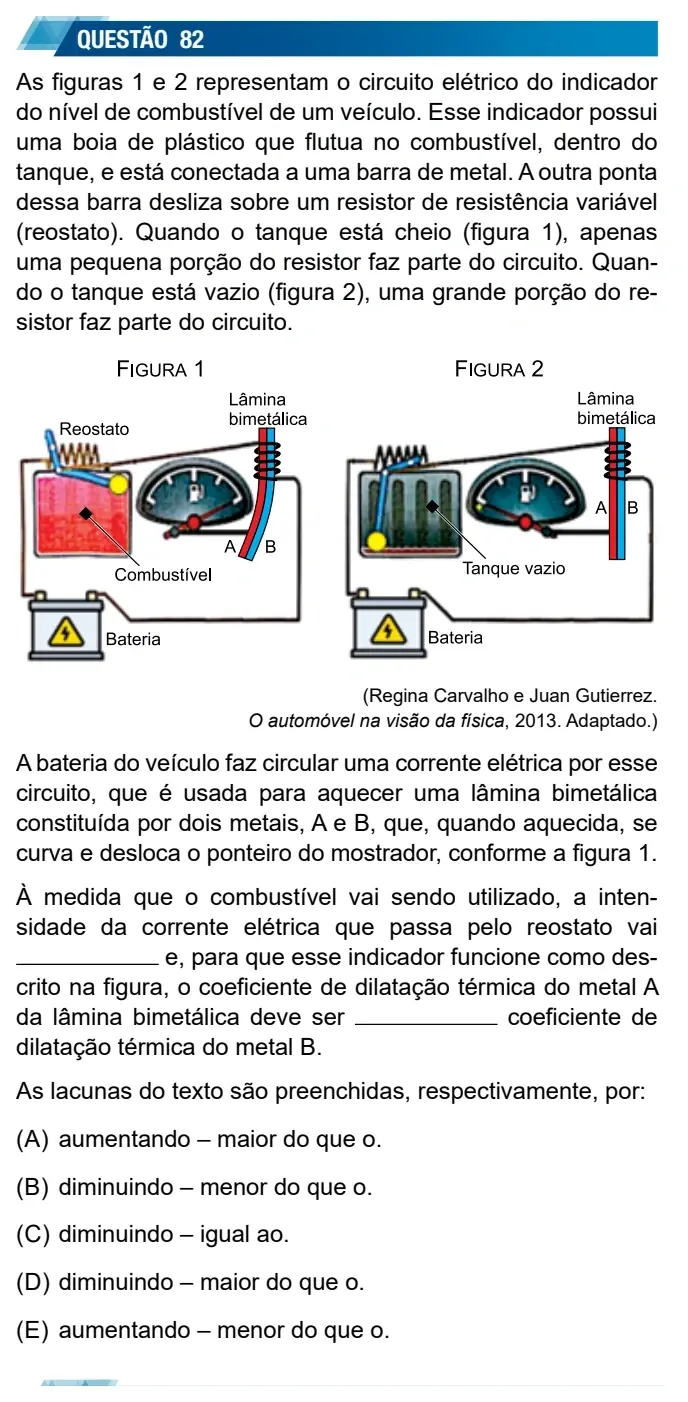 QUESTÃO 82
As figuras 1 e 2 representam o circuito elétrico do indicador
do nível de combustível de um veículo. Esse indicador possui
uma boia de plástico que flutua no combustível, dentro do
tanque, e está conectada a uma barra de metal. A outra ponta
dessa barra desliza sobre um resistor de resistência variável
(reostato). Quando o tanque está cheio (figura 1), apenas
uma pequena porção do resistor faz parte do circuito. Quan-
do o tanque está vazio (figura 2), uma grande porção do re-
sistor faz parte do circuito.
FIGURA 1
Lâmina
bimetálica
Reostato
A
B
Combustível
Bateria
FIGURA 2
Lâmina
bimetálica
A
B
Tanque vazio
Bateria
(Regina Carvalho e Juan Gutierrez.
O automóvel na visão da física, 2013. Adaptado.)
A bateria do veículo faz circular uma corrente elétrica por esse
circuito, que é usada para aquecer uma lâmina bimetálica
constituída por dois metais, A e B, que, quando aquecida, se
curva e desloca o ponteiro do mostrador, conforme a figura 1.
À medida que o combustível vai sendo utilizado, a inten-
sidade da corrente elétrica que passa pelo reostato vai
____________ e, para que esse indicador funcione como des-
crito na figura, o coeficiente de dilatação térmica do metal A
da lâmina bimetálica deve ser ____________ coeficiente de
dilatação térmica do metal B.
As lacunas do texto são preenchidas, respectivamente, por:
(A) aumentando – maior do que o.
(B) diminuindo – menor do que o.
(C) diminuindo – igual ao.
(D) diminuindo – maior do que o.
(E) aumentando – menor do que o.